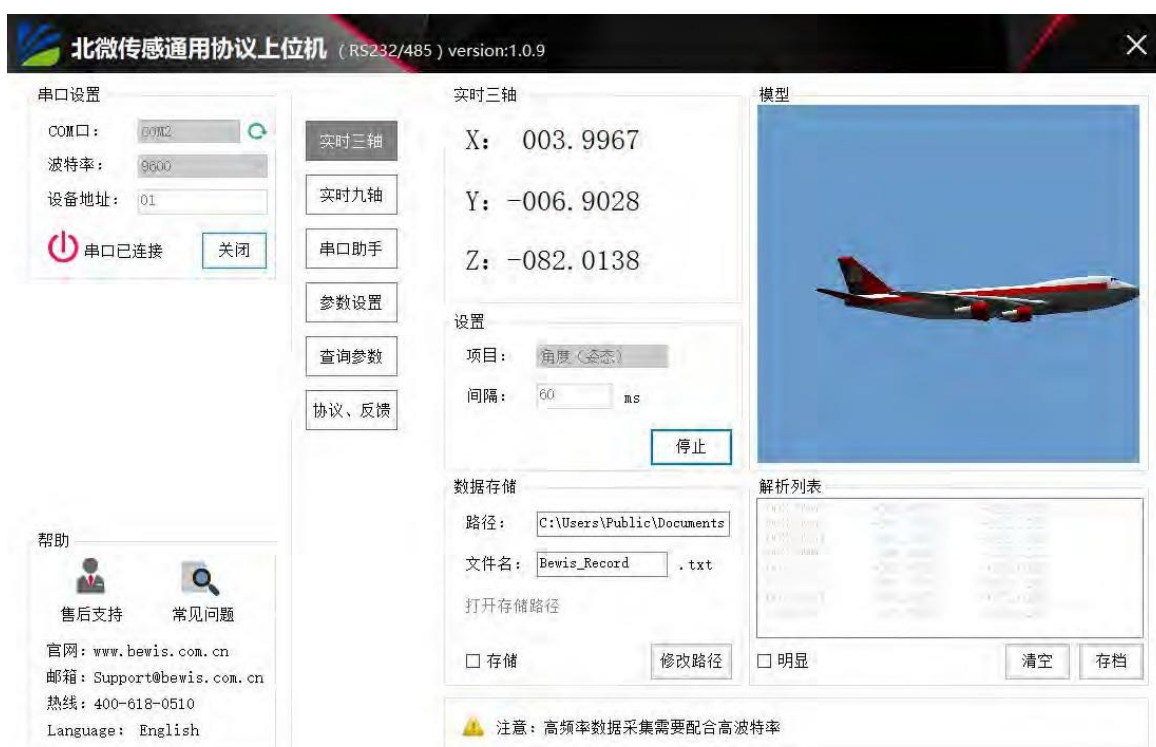 北微传感通用协议上位机 (RS232/485) version:1.0.9
串口设置
COM口: COM2
波特率: 9600
设备地址: 01
串口已连接 关闭
实时三轴
实时九轴
串口助手
参数设置
查询参数
协议、反馈
实时三轴
X: 003.9967
Y: -006.9028
Z: -082.0138
设置
项目: 角度(姿态)
间隔: 60 ms
停止
模型
数据存储
路径: C:\Users\Public\Documents
文件名: Bewis_Record .txt
打开存储路径
存储 修改路径
解析列表
明显 清空 存档
帮助
售后支持 常见问题
官网: www.bewis.com.cn
邮箱: Support@bewis.com.cn
热线: 400-618-0510
Language: English
注意: 高频率数据采集需要配合高波特率